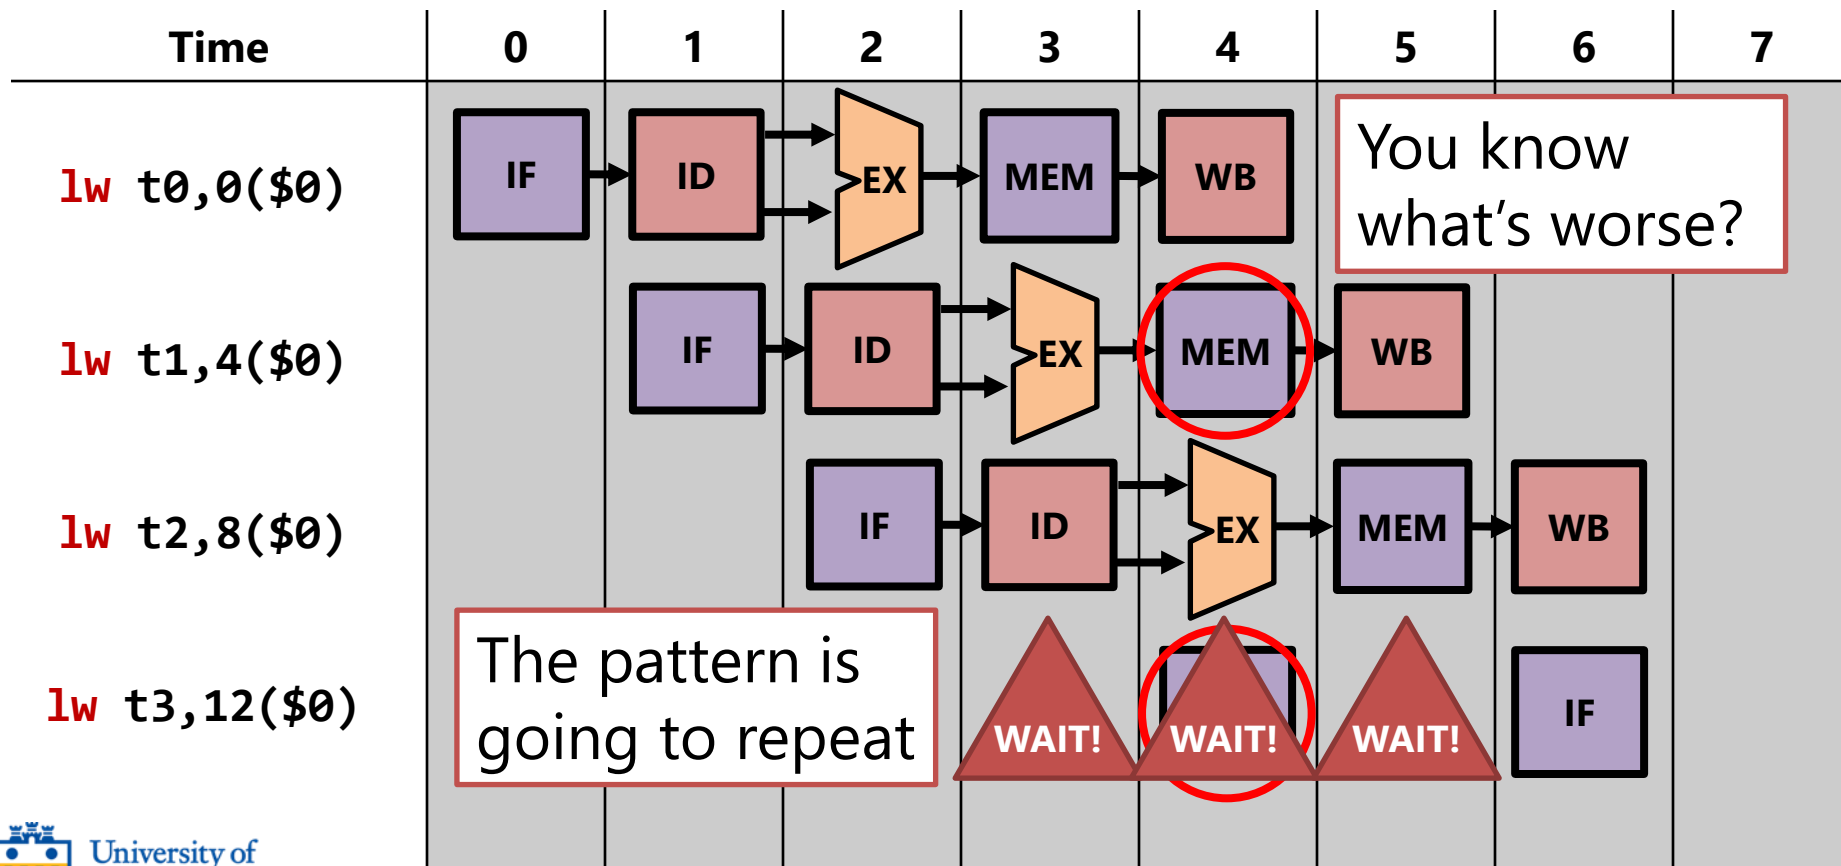 Time 0 1 2 3 4 5 6 7
lw t0,0($0) IF ID EX MEM WB
You know
what's worse?
lw t1,4($0) IF ID EX MEM WB
lw t2,8($0) IF ID EX MEM WB
The pattern is
going to repeat
lw t3,12($0) WAIT! WAIT! WAIT! IF
University of